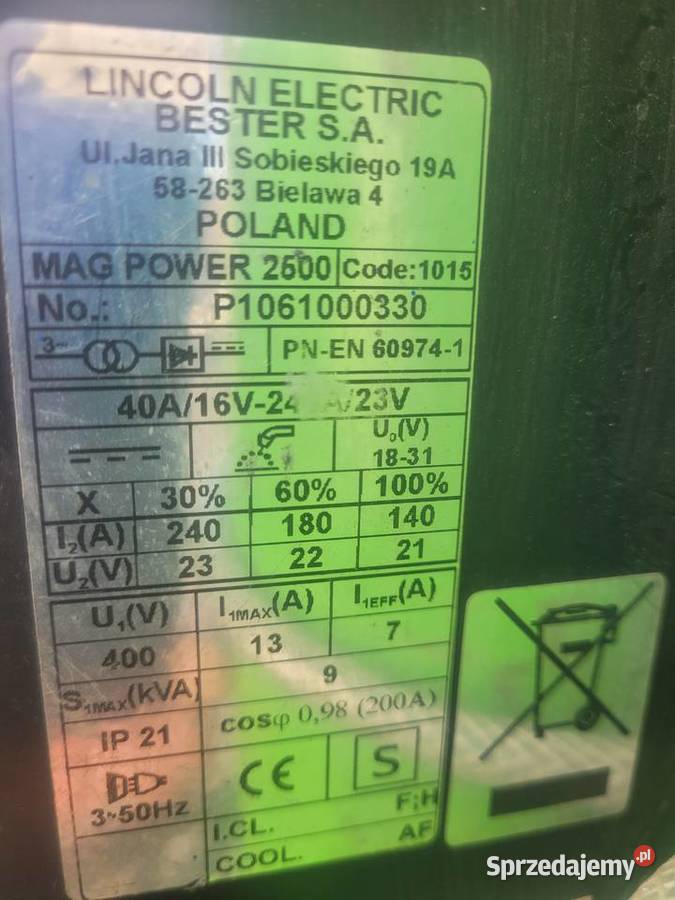 LINCOLN ELECTRIC
BESTER S.A.
Ul.Jana III Sobieskiego 19A
58-263 Bielawa 4
POLAND
MAG POWER 2500 Code:1015
No.: P1061000330
3~ PN-EN 60974-1
40A/16V-24 A/23V
U₀(V)
18-31
X 30% 60% 100%
I₂(A) 240 180 140
U₂(V) 23 22 21
U₁(V) I₁MAX(A) I₁EFF(A)
400 13 7
S₁MAX(kVA) 9
IP 21 cosφ 0,98 (200A)
3~50Hz CE S
I.CL. F;H
COOL. AF
Sprzedajemy.pl